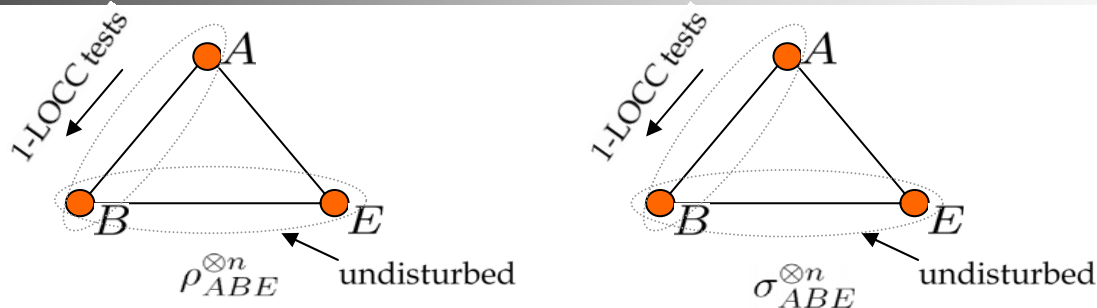 1-LOCC tests
A
B
E
ρ_{ABE}^{⊗n}
undisturbed
1-LOCC tests
A
B
E
σ_{ABE}^{⊗n}
undisturbed